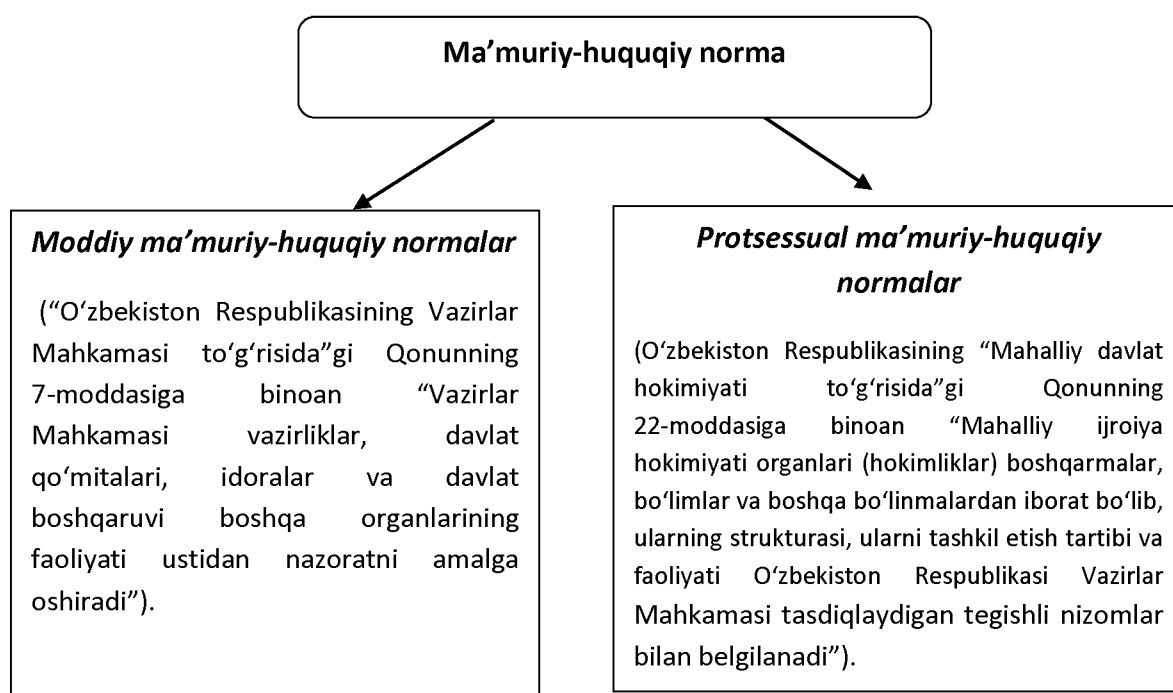 Ma’muriy-huquqiy norma
Moddiy ma’muriy-huquqiy normalar
(“O‘zbekiston Respublikasining Vazirlar
Mahkamasi to‘g‘risida”gi Qonunning
7-moddasiga binoan “Vazirlar
Mahkamasi vazirliklar, davlat
qo‘mitalari, idoralar va davlat
boshqaruvi boshqa organlarining
faoliyati ustidan nazoratni amalga
oshiradi”).
Protsessual ma’muriy-huquqiy
normalar
(O‘zbekiston Respublikasining “Mahalliy davlat
hokimiyati to‘g‘risida”gi Qonunning
22-moddasiga binoan “Mahalliy ijroiya
hokimiyati organlari (hokimliklar) boshqarmalar,
bo‘limlar va boshqa bo‘linmalardan iborat bo‘lib,
ularning strukturasi, ularni tashkil etish tartibi va
faoliyati O‘zbekiston Respublikasi Vazirlar
Mahkamasi tasdiqlaydigan tegishli nizomlar
bilan belgilanadi”).